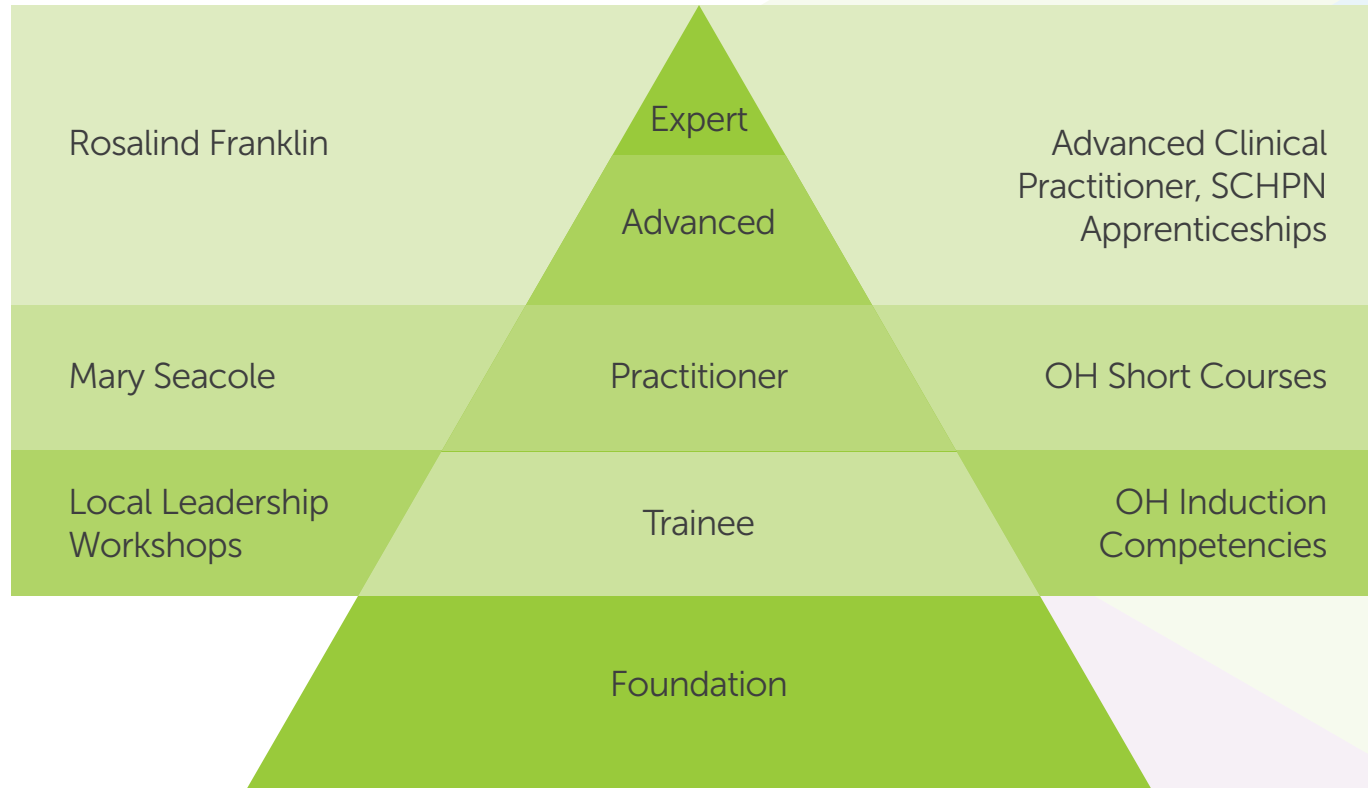 Expert
Rosalind Franklin
Advanced Clinical
Practitioner, SCHPN
Apprenticeships
Advanced
Mary Seacole
Practitioner
OH Short Courses
Local Leadership
Workshops
Trainee
OH Induction
Competencies
Foundation